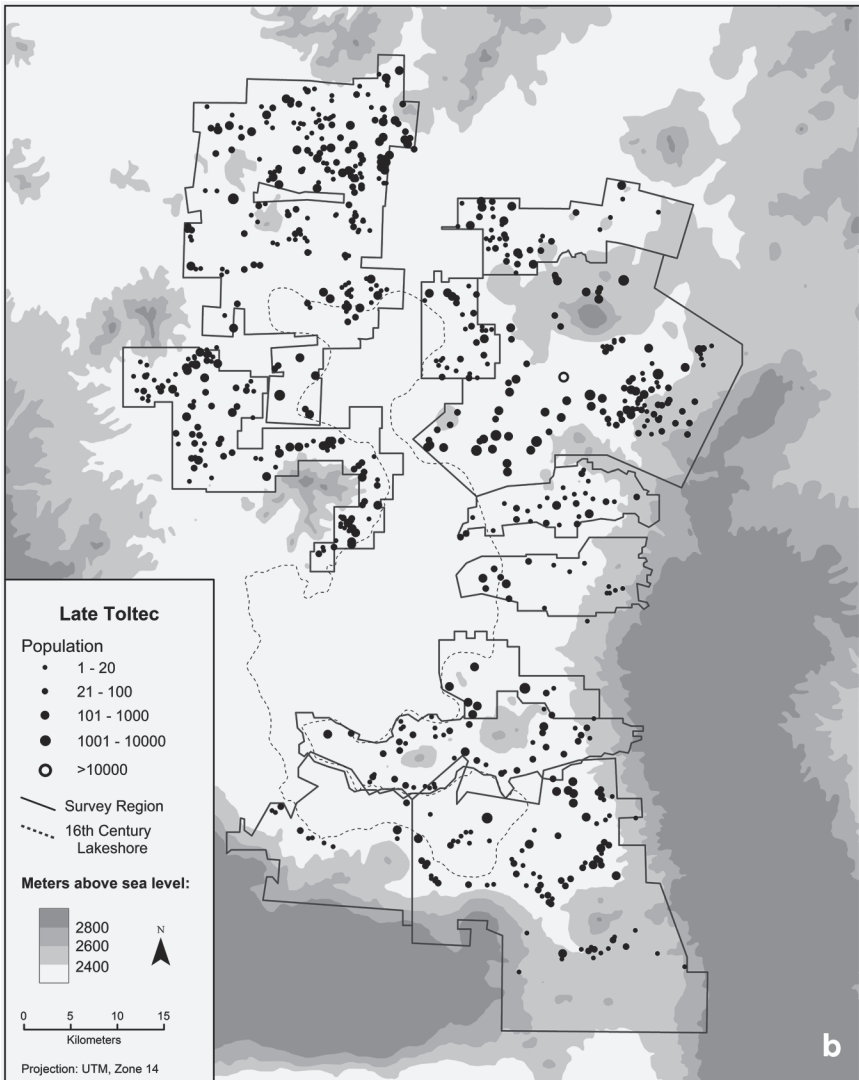 Late Toltec
Population
1 - 20
21 - 100
101 - 1000
1001 - 10000
>10000
Survey Region
16th Century
Lakeshore
Meters above sea level:
2800
2600
2400
N
0 5 10 15
Kilometers
Projection: UTM, Zone 14
b